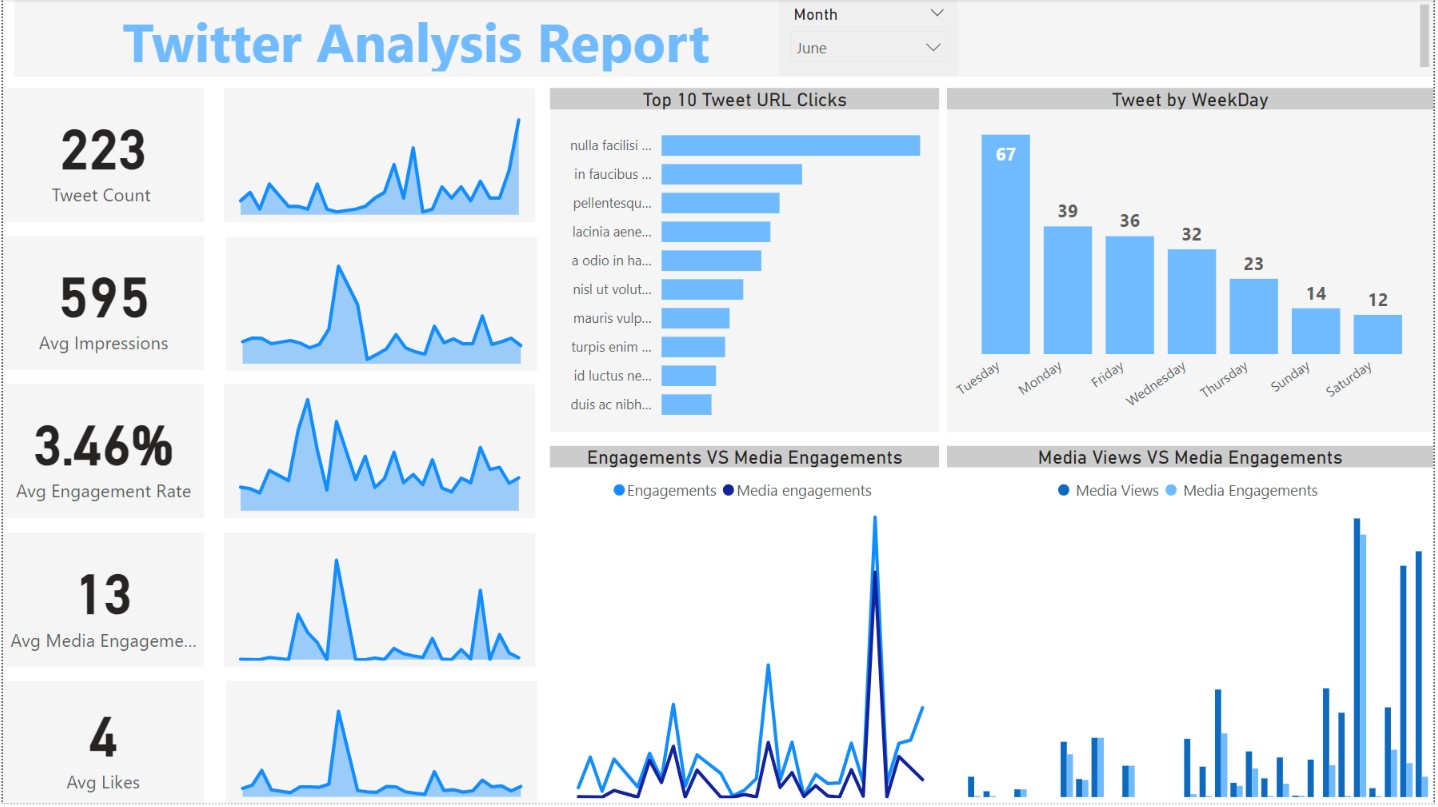 Twitter Analysis Report
Month
June
223
Tweet Count
595
Avg Impressions
3.46%
Avg Engagement Rate
13
Avg Media Engageme...
4
Avg Likes
Top 10 Tweet URL Clicks
nulla facilisi ...
in faucibus ...
pellentesqu...
lacinia aene...
a odio in ha...
nisl ut volut...
mauris vulp...
turpis enim ...
id luctus ne...
duis ac nibh...
Tweet by WeekDay
67
39
36
32
23
14
12
Tuesday
Monday
Friday
Wednesday
Thursday
Sunday
Saturday
Engagements VS Media Engagements
Engagements Media engagements
Media Views VS Media Engagements
Media Views Media Engagements